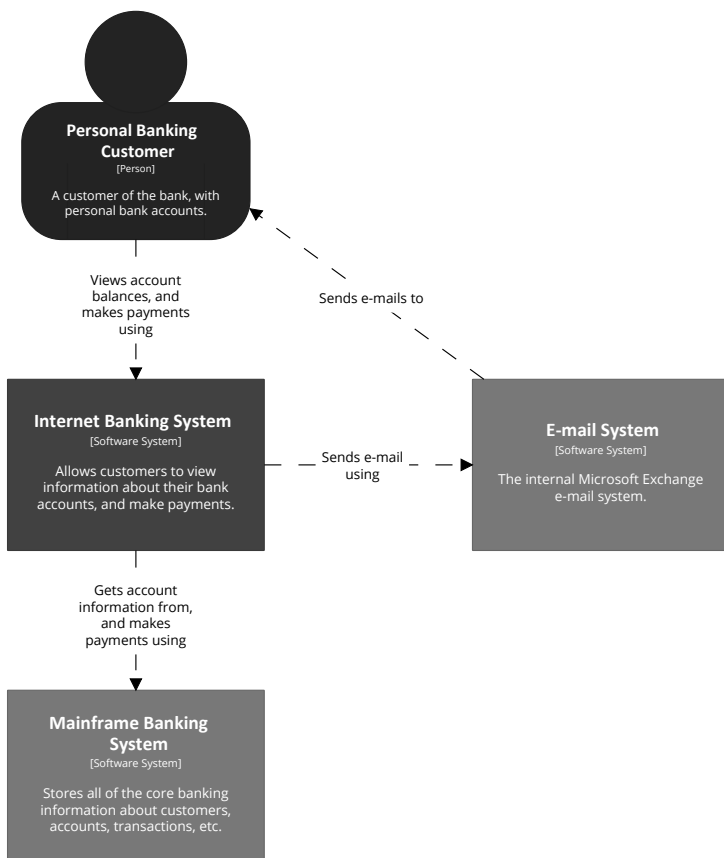 Personal Banking
Customer
[Person]
A customer of the bank, with
personal bank accounts.
Views account
balances, and
makes payments
using
Sends e-mails to
Internet Banking System
[Software System]
Allows customers to view
information about their bank
accounts, and make payments.
Sends e-mail
using
E-mail System
[Software System]
The internal Microsoft Exchange
e-mail system.
Gets account
information from,
and makes
payments using
Mainframe Banking
System
[Software System]
Stores all of the core banking
information about customers,
accounts, transactions, etc.